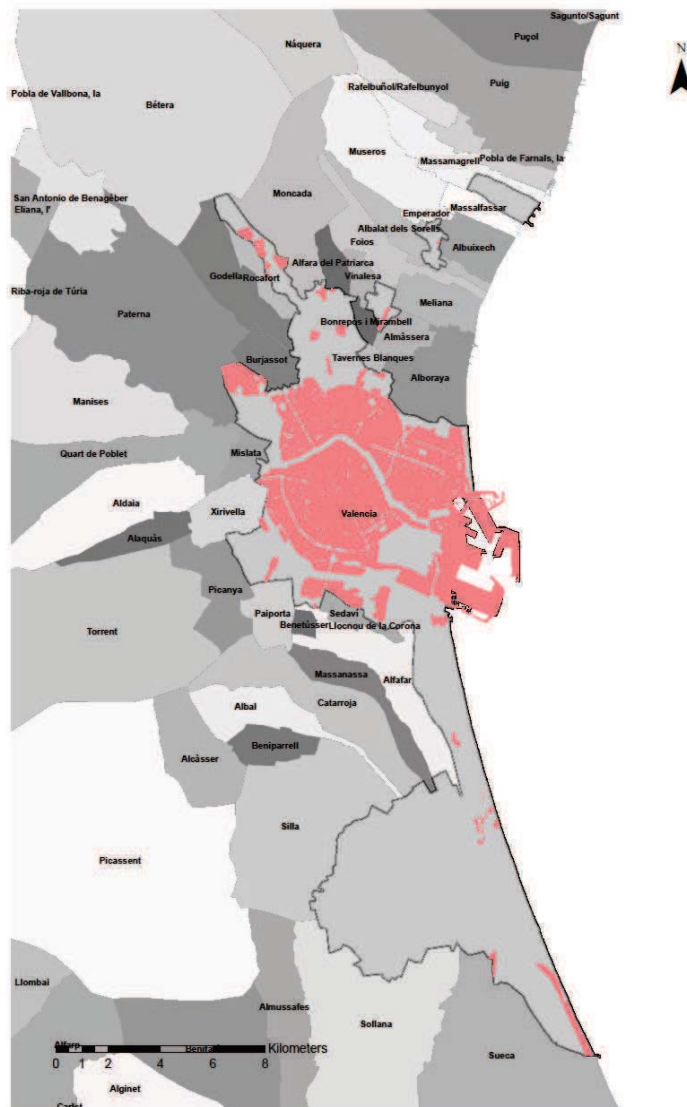 Sagunto/Sagunt
Puçol
Náquera
N
Rafelbuñol/Rafelbunyol
Puig
Pobla de Vallbona, la
Bétera
Museros
Massamagrell
Pobla de Farnals, la
Moncada
San Antonio de Benagéber
Eliana, l'
Emperador
Massalfassar
Albalat dels Sorells
Foios
Albuixech
Alfara del Patriarca
Godella
Rocafort
Vinalesa
Riba-roja de Túria
Paterna
Meliana
Bonrepòs i Mirambell
Almàssera
Burjassot
Tavernes Blanques
Alboraya
Manises
Quart de Poblet
Mislata
Aldaia
Xirivella
Valencia
Alaquàs
Picanya
Paiporta
Sedaví
Benetússer
Llocnou de la Corona
Torrent
Massanassa
Alfafar
Albal
Catarroja
Beniparrell
Alcàsser
Silla
Picassent
Llombai
Almussafes
Sollana
Alfarp
Kilometers
0 1 2 4 6 8
Sueca
Alginet
Carlet